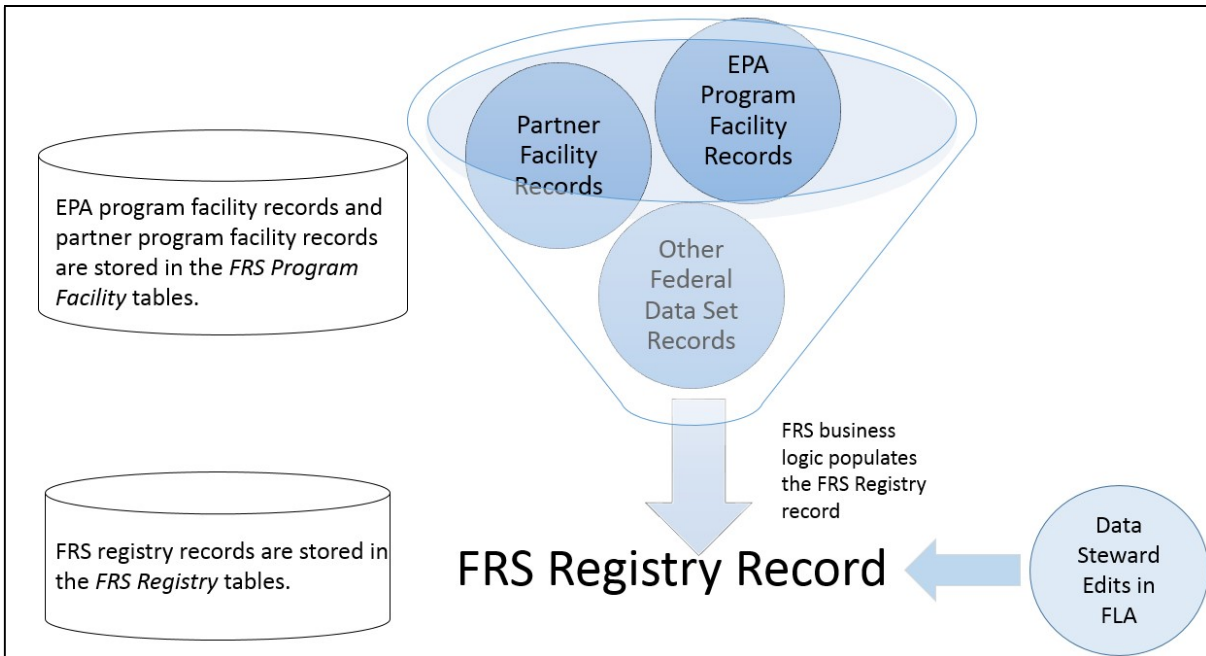 EPA
Program
Facility
Records
Partner
Facility
Records
Other
Federal
Data Set
Records
EPA program facility records and
partner program facility records
are stored in the FRS Program
Facility tables.
FRS business
logic populates
the FRS Registry
record
FRS registry records are stored in
the FRS Registry tables.
FRS Registry Record
Data
Steward
Edits in
FLA